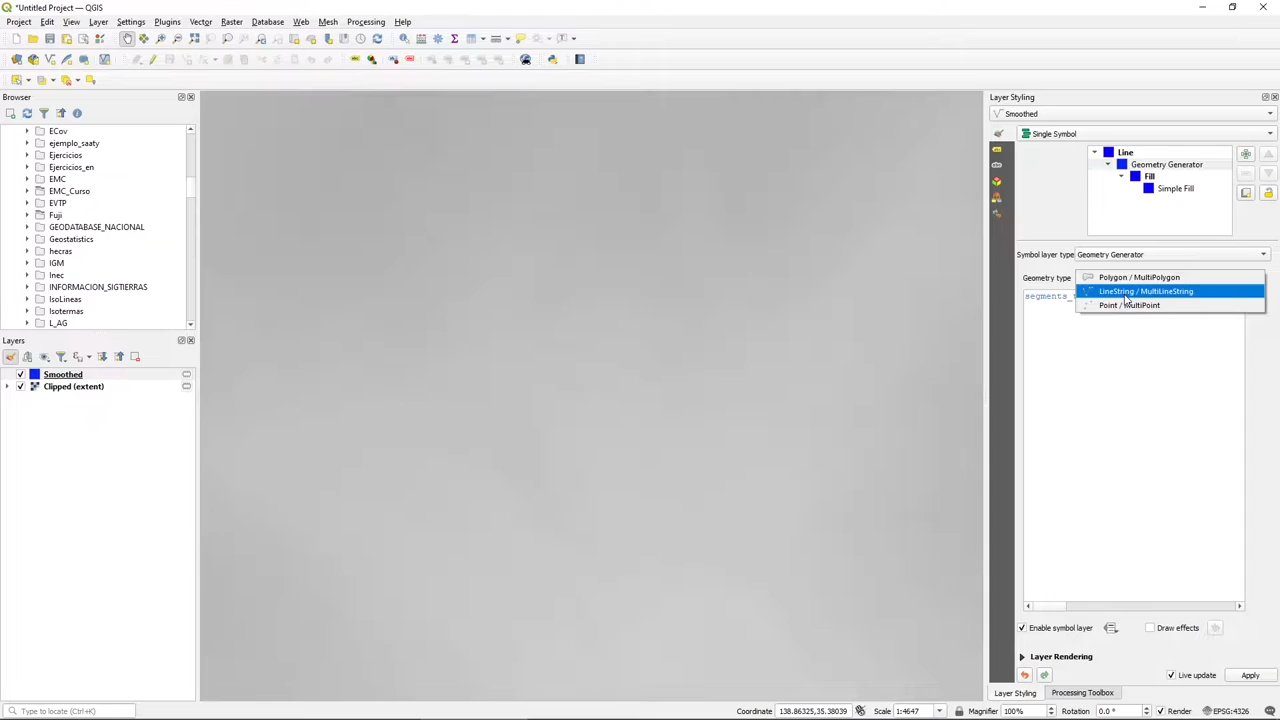 *Untitled Project — QGIS
Project Edit View Layer Settings Plugins Vector Raster Database Web Mesh Processing Help
Browser
ECov
ejemplo_saaty
Ejercicios
Ejercicios_en
EMC
EMC_Curso
EVTP
Fuji
GEODATABASE_NACIONAL
Geostatistics
hecras
IGM
Inec
INFORMACION_SIGTIERRAS
IsoLineas
Isotermas
L_AG
Layers
Smoothed
Clipped (extent)
Layer Styling
Smoothed
Single Symbol
Line
Geometry Generator
Fill
Simple Fill
Symbol layer type Geometry Generator
Geometry type
Polygon / MultiPolygon
LineString / MultiLineString
Point / MultiPoint
Enable symbol layer
Draw effects
Layer Rendering
Live update
Apply
Layer Styling
Processing Toolbox
Type to locate (Ctrl+K)
Coordinate 138.86325,35.38039
Scale 1:4647
Magnifier 100%
Rotation 0.0 °
Render
EPSG:4326